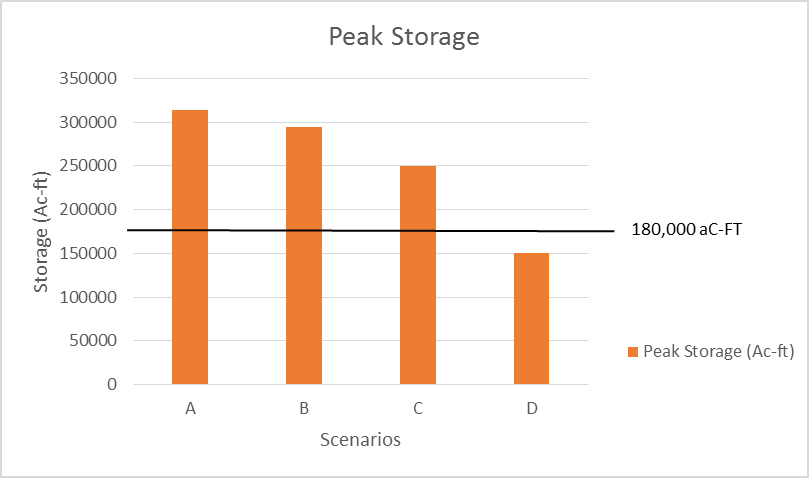 Peak Storage
350000
300000
250000
200000
150000
100000
50000
0
Storage (Ac-ft)
180,000 aC-FT
Peak Storage (Ac-ft)
A B C D
Scenarios